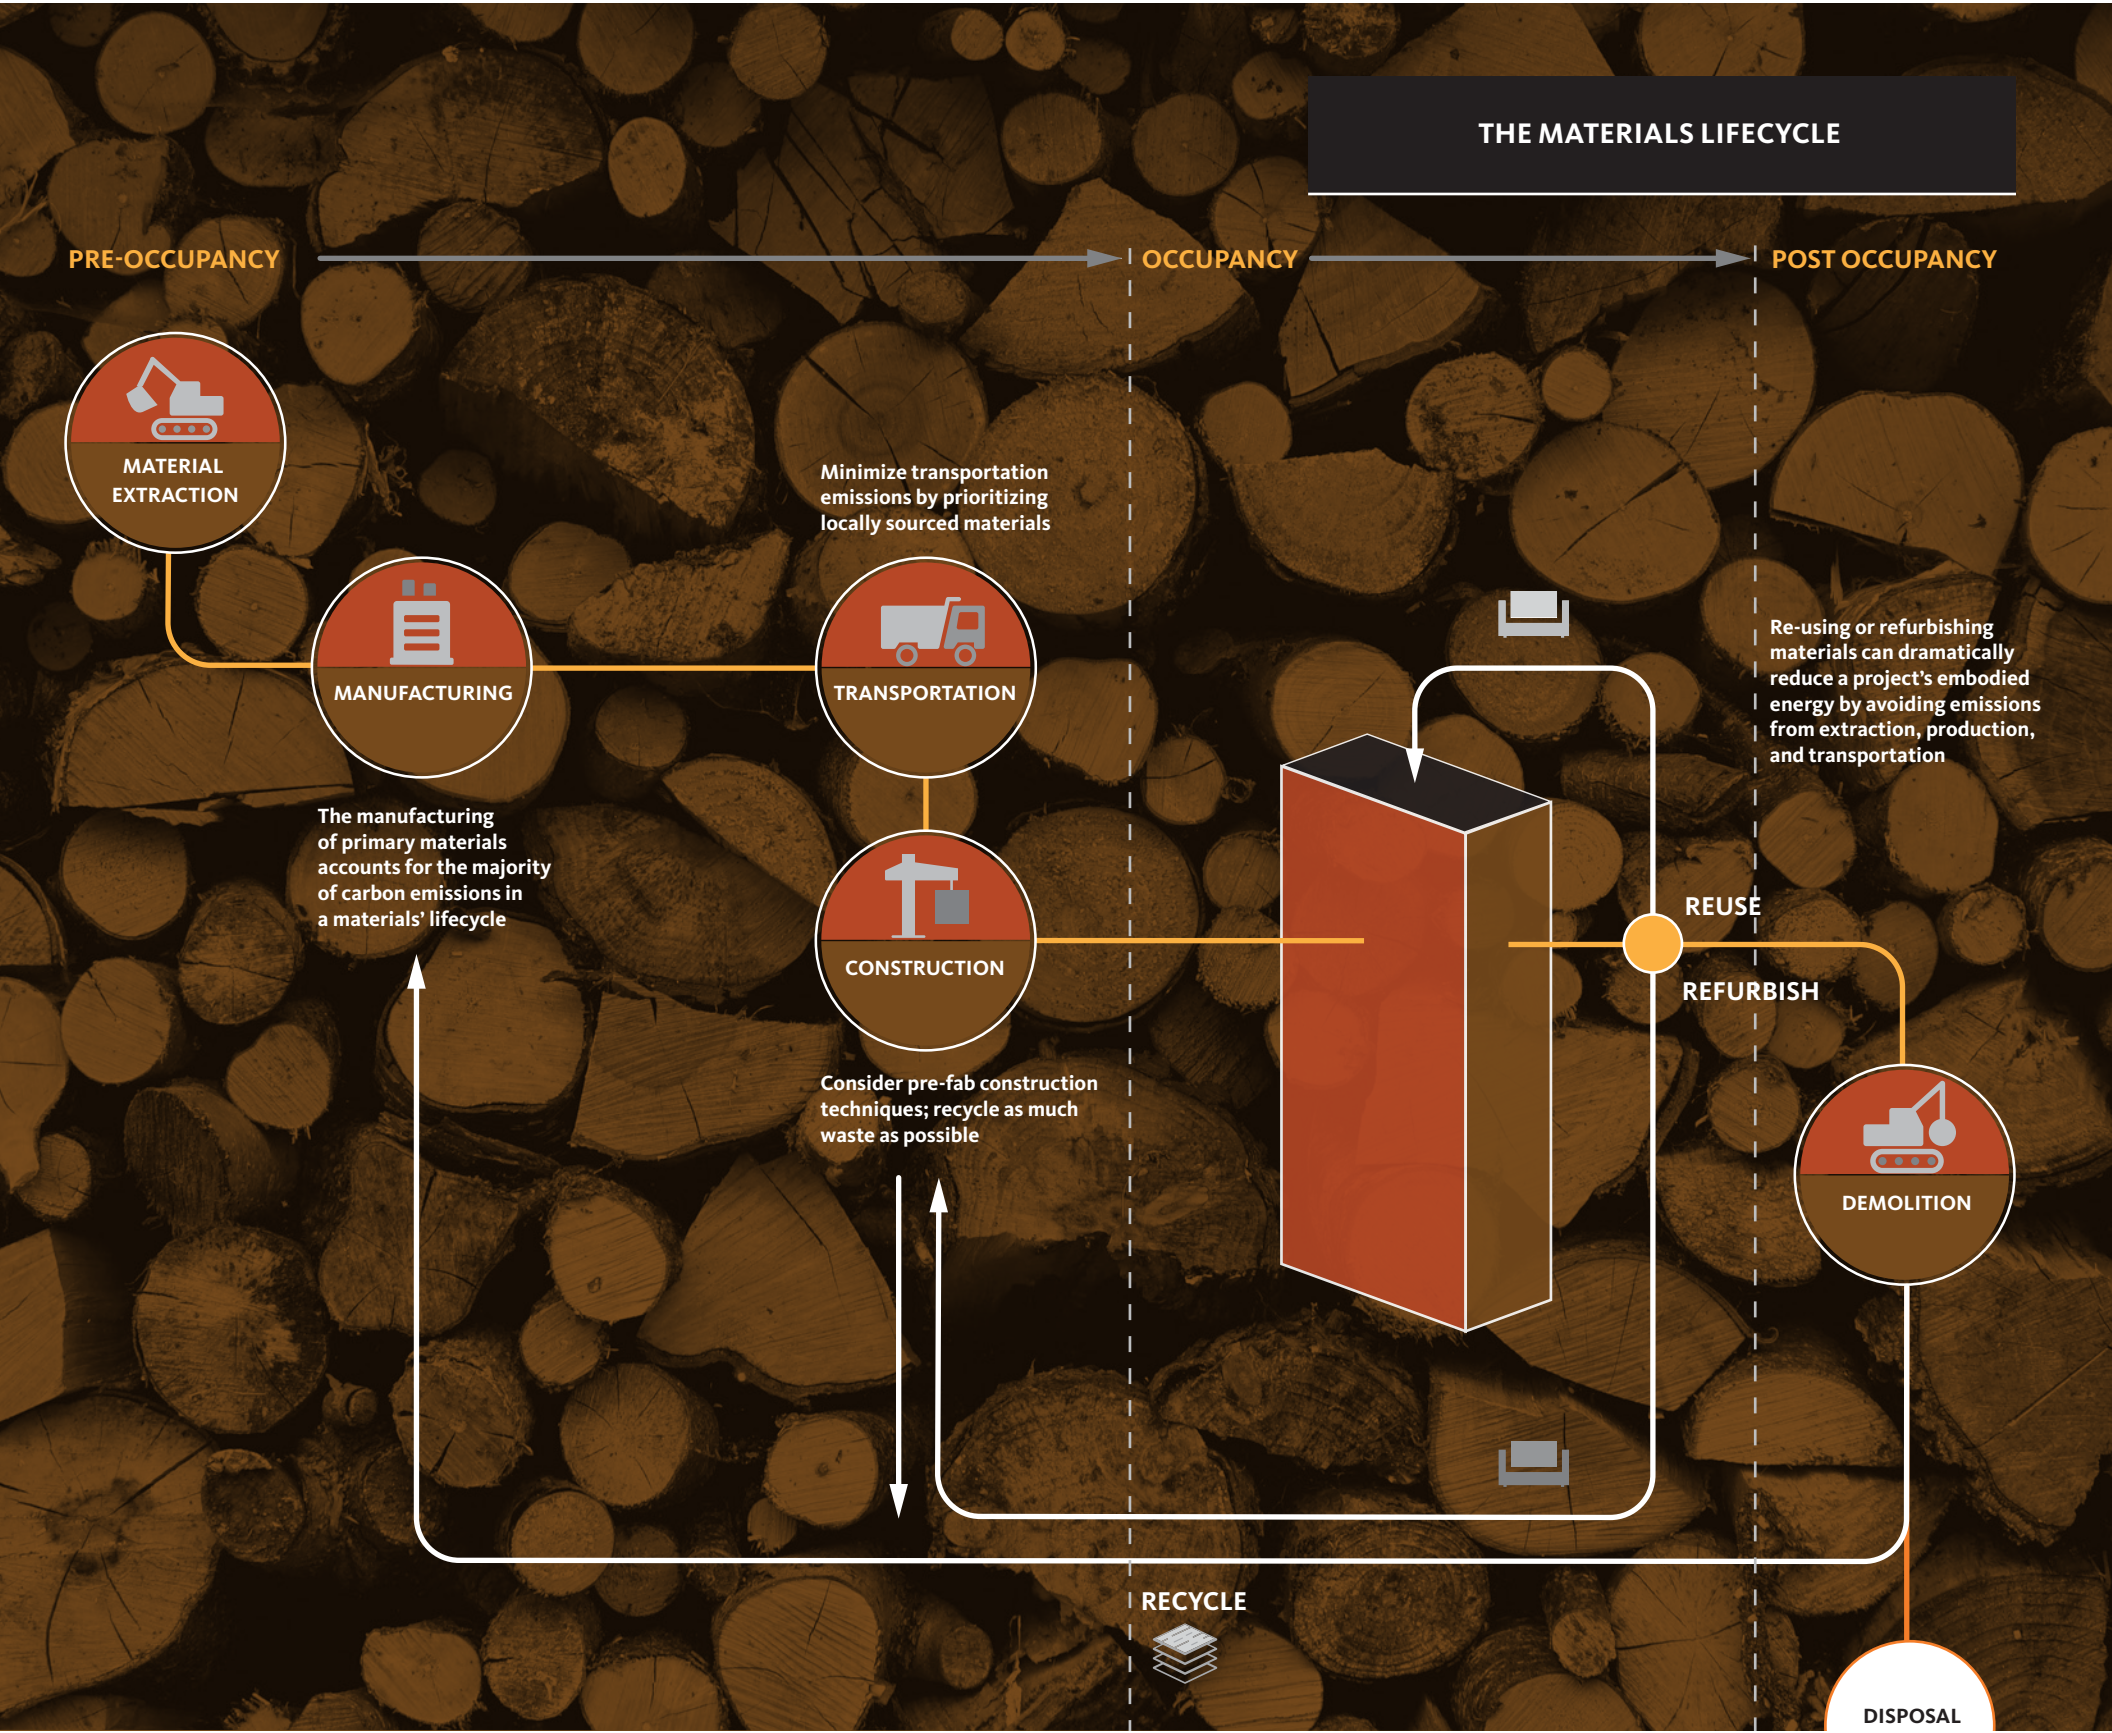 THE MATERIALS LIFECYCLE
PRE-OCCUPANCY
OCCUPANCY
POST OCCUPANCY
MATERIAL
EXTRACTION
Minimize transportation
emissions by prioritizing
locally sourced materials
MANUFACTURING
TRANSPORTATION
Re-using or refurbishing
materials can dramatically
reduce a project's embodied
energy by avoiding emissions
from extraction, production,
and transportation
The manufacturing
of primary materials
accounts for the majority
of carbon emissions in
a materials' lifecycle
REUSE
CONSTRUCTION
REFURBISH
Consider pre-fab construction
techniques; recycle as much
waste as possible
DEMOLITION
RECYCLE
DISPOSAL